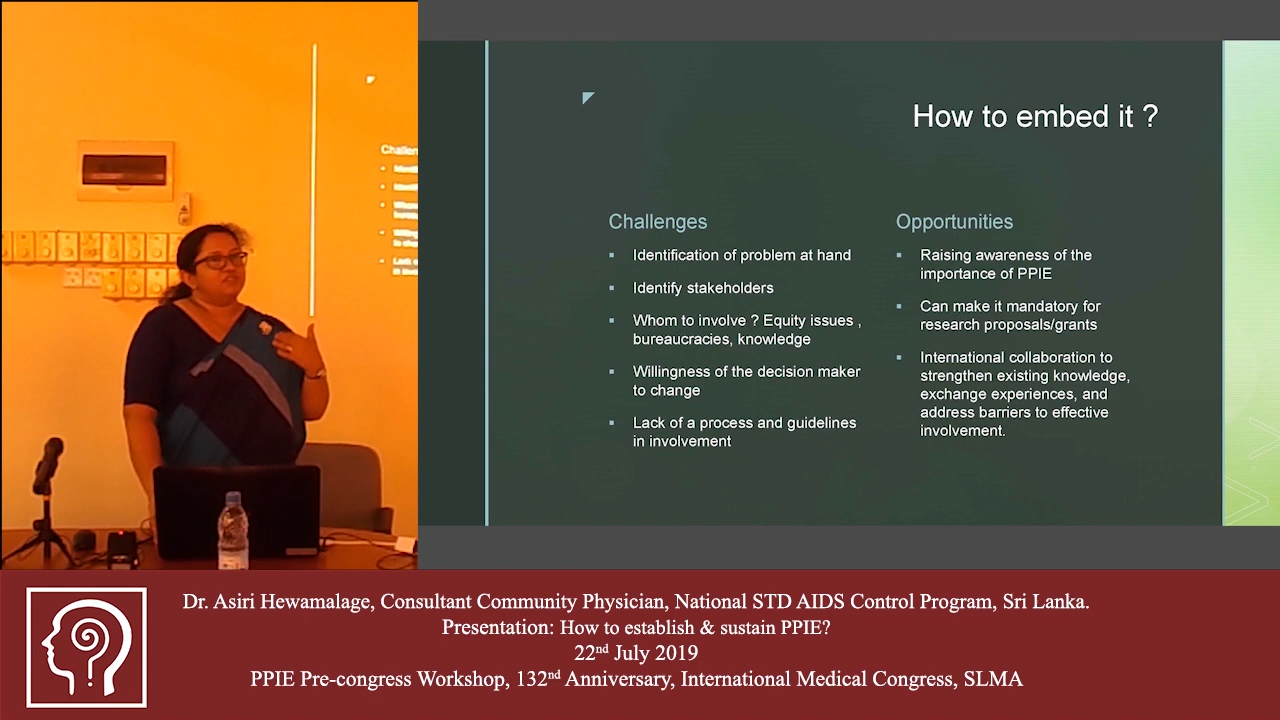 Challen
How to embed it ?
Challenges
▪ Identification of problem at hand
▪ Identify stakeholders
▪ Whom to involve ? Equity issues ,
bureaucracies, knowledge
▪ Willingness of the decision maker
to change
▪ Lack of a process and guidelines
in involvement
Opportunities
▪ Raising awareness of the
importance of PPIE
▪ Can make it mandatory for
research proposals/grants
▪ International collaboration to
strengthen existing knowledge,
exchange experiences, and
address barriers to effective
involvement.
Dr. Asiri Hewamalage, Consultant Community Physician, National STD AIDS Control Program, Sri Lanka.
Presentation: How to establish & sustain PPIE?
22nd July 2019
PPIE Pre-congress Workshop, 132nd Anniversary, International Medical Congress, SLMA